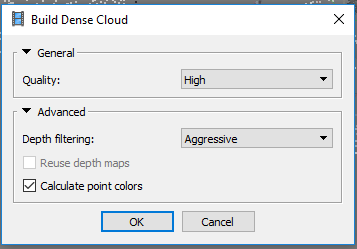 Build Dense Cloud
General
Quality: High
Advanced
Depth filtering: Aggressive
Reuse depth maps
Calculate point colors
OK Cancel